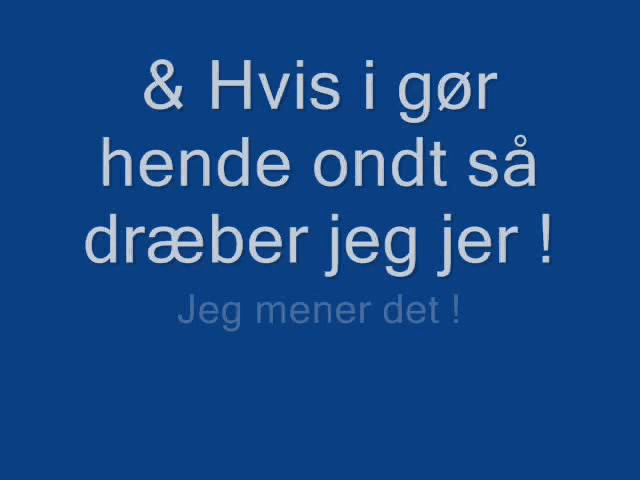 & Hvis i gør
hende ondt så
dræber jeg jer !
Jeg mener det !